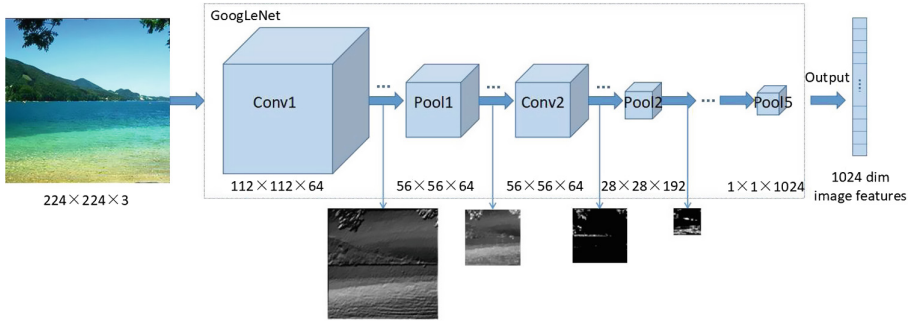 GoogLeNet
Conv1
...
Pool1
...
Conv2
...
Pool2
...
Pool5
Output
112×112×64
56×56×64
56×56×64
28×28×192
1×1×1024
224×224×3
1024 dim
image features